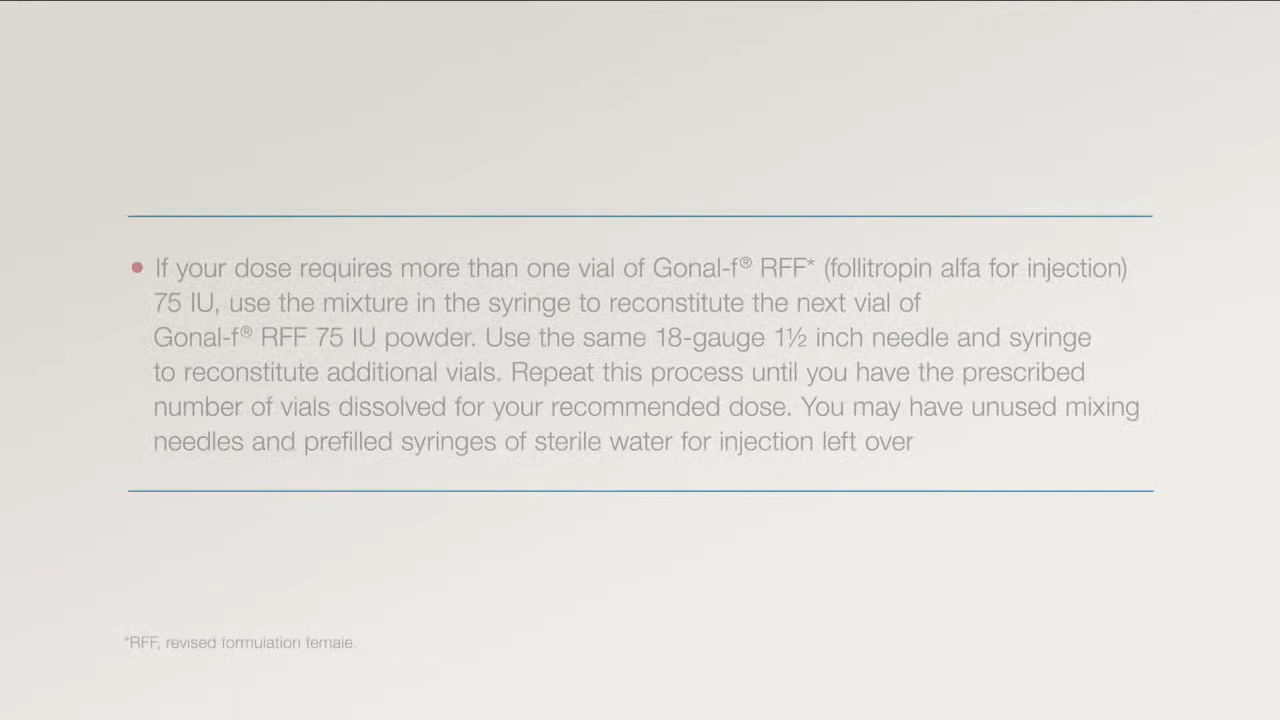 • If your dose requires more than one vial of Gonal-f® RFF* (follitropin alfa for injection)
75 IU, use the mixture in the syringe to reconstitute the next vial of
Gonal-f® RFF 75 IU powder. Use the same 18-gauge 1½ inch needle and syringe
to reconstitute additional vials. Repeat this process until you have the prescribed
number of vials dissolved for your recommended dose. You may have unused mixing
needles and prefilled syringes of sterile water for injection left over
*RFF, revised formulation female.